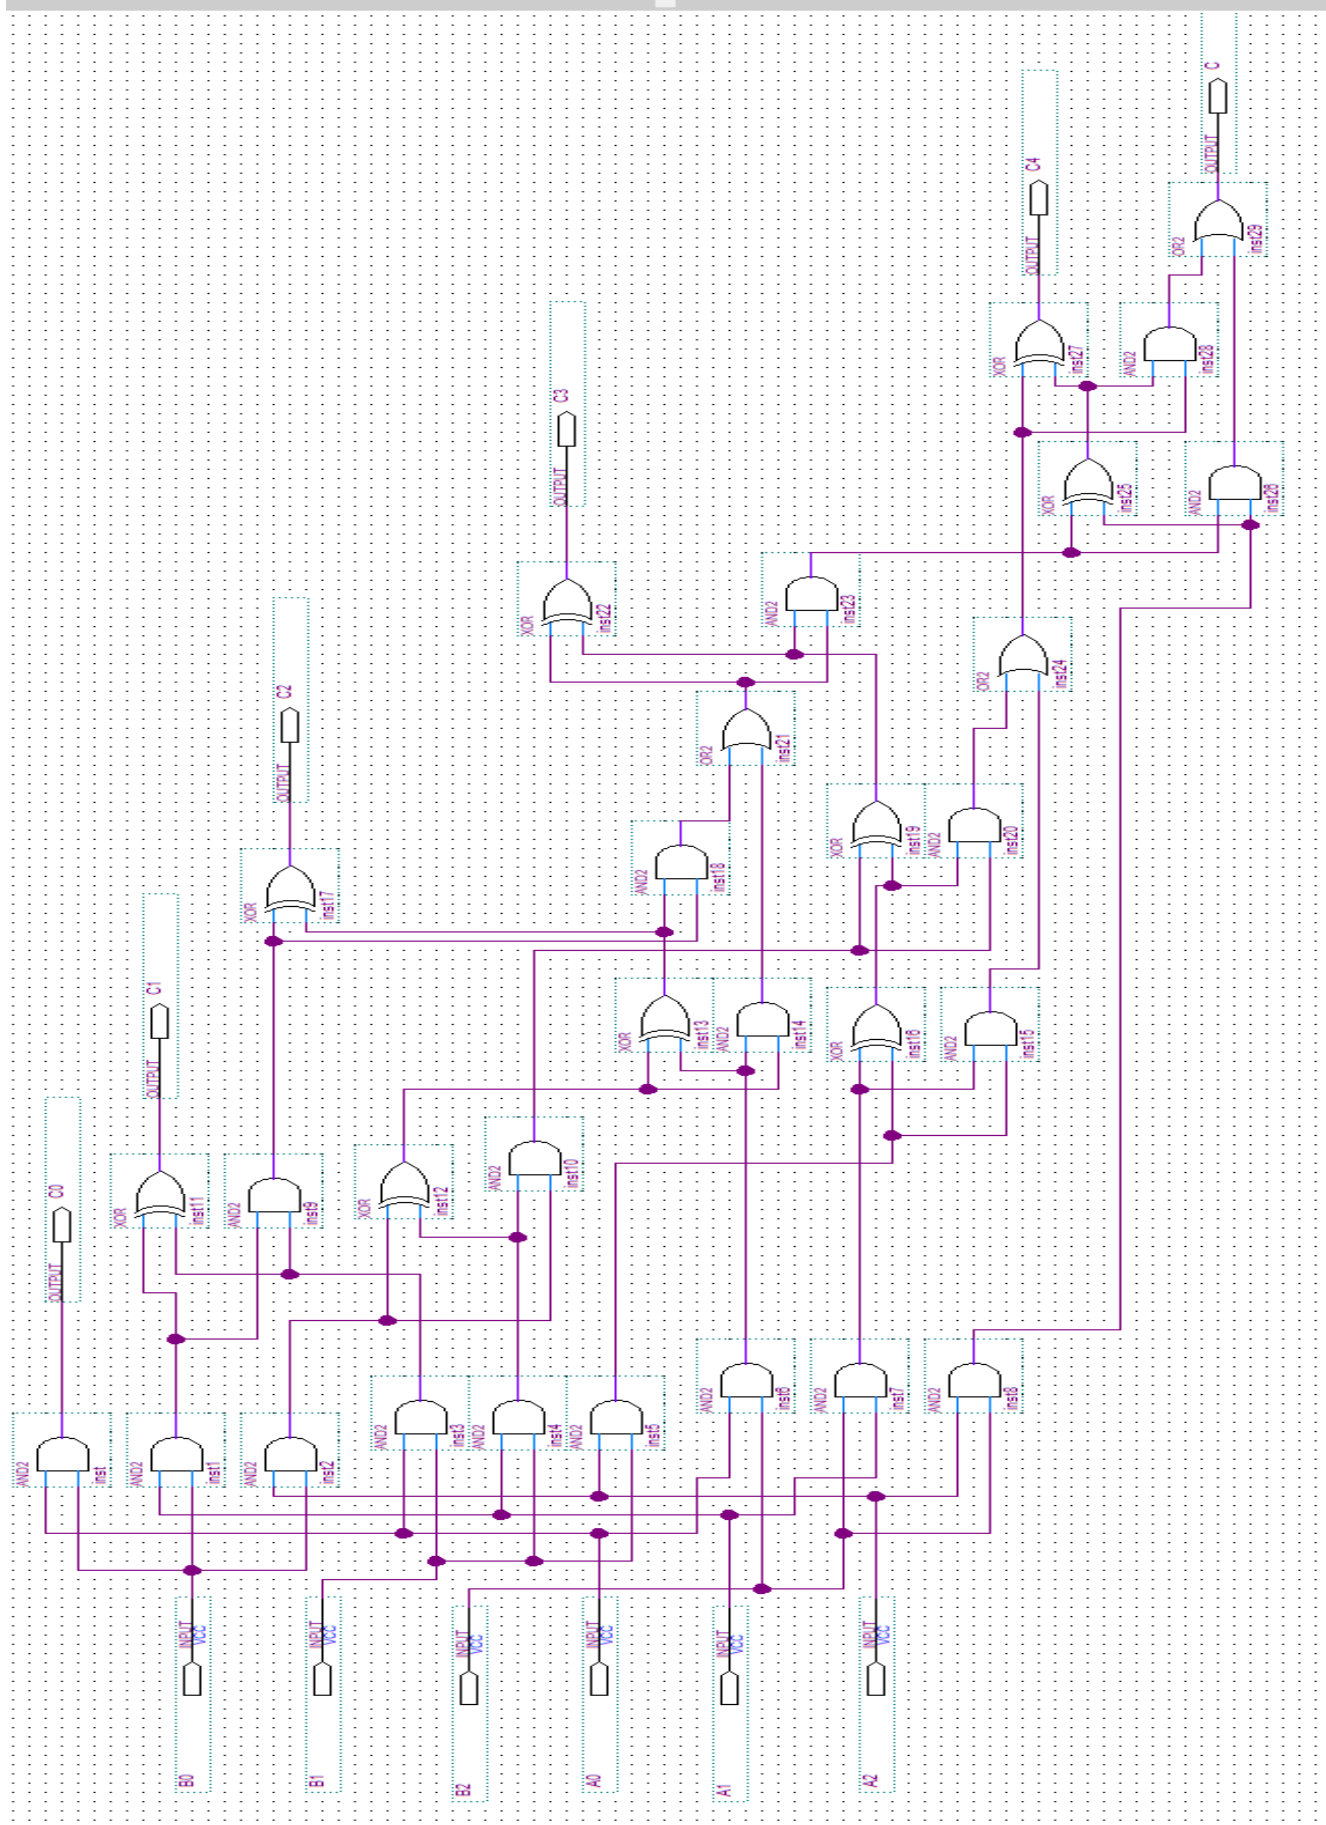 C
OUTPUT
OR2
inst29
C4
OUTPUT
XOR
inst27
AND2
inst28
XOR
inst25
AND2
inst26
C3
OUTPUT
XOR
inst22
AND2
inst23
OR2
inst24
C2
OUTPUT
OR2
inst21
XOR
inst17
AND2
inst18
XOR
inst19
AND2
inst20
C1
OUTPUT
XOR
inst13
AND2
inst14
XOR
inst16
AND2
inst15
C0
OUTPUT
XOR
inst11
AND2
inst9
XOR
inst12
AND2
inst10
AND2
inst
AND2
inst1
AND2
inst2
AND2
inst3
AND2
inst4
AND2
inst5
AND2
inst6
AND2
inst7
AND2
inst8
B0
INPUT
VCC
B1
INPUT
VCC
B2
INPUT
VCC
A0
INPUT
VCC
A1
INPUT
VCC
A2
INPUT
VCC